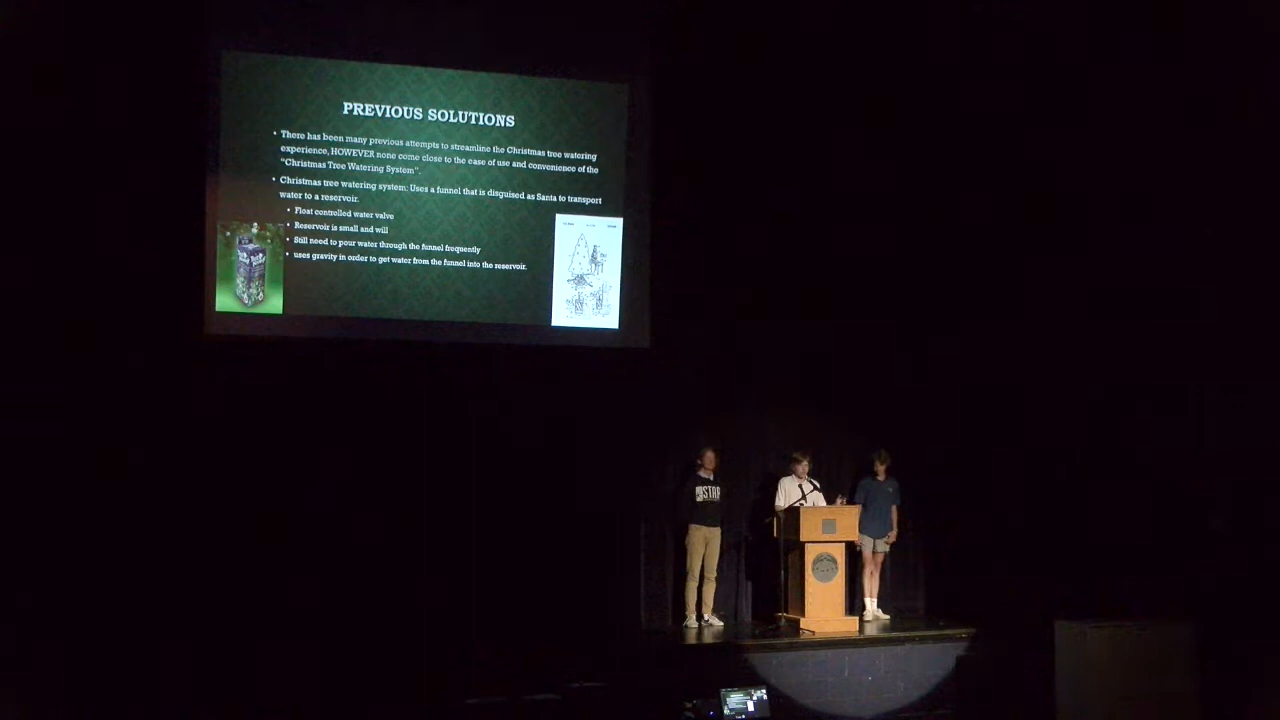 PREVIOUS SOLUTIONS
• There has been many previous attempts to streamline the Christmas tree watering
experience, HOWEVER none come close to the ease of use and convenience of the
"Christmas Tree Watering System".
• Christmas tree watering system: Uses a funnel that is disguised as Santa to transport
water to a reservoir.
• Float controlled water valve
• Reservoir is small and will
• Still need to pour water through the funnel frequently
• uses gravity in order to get water from the funnel into the reservoir.
STAR